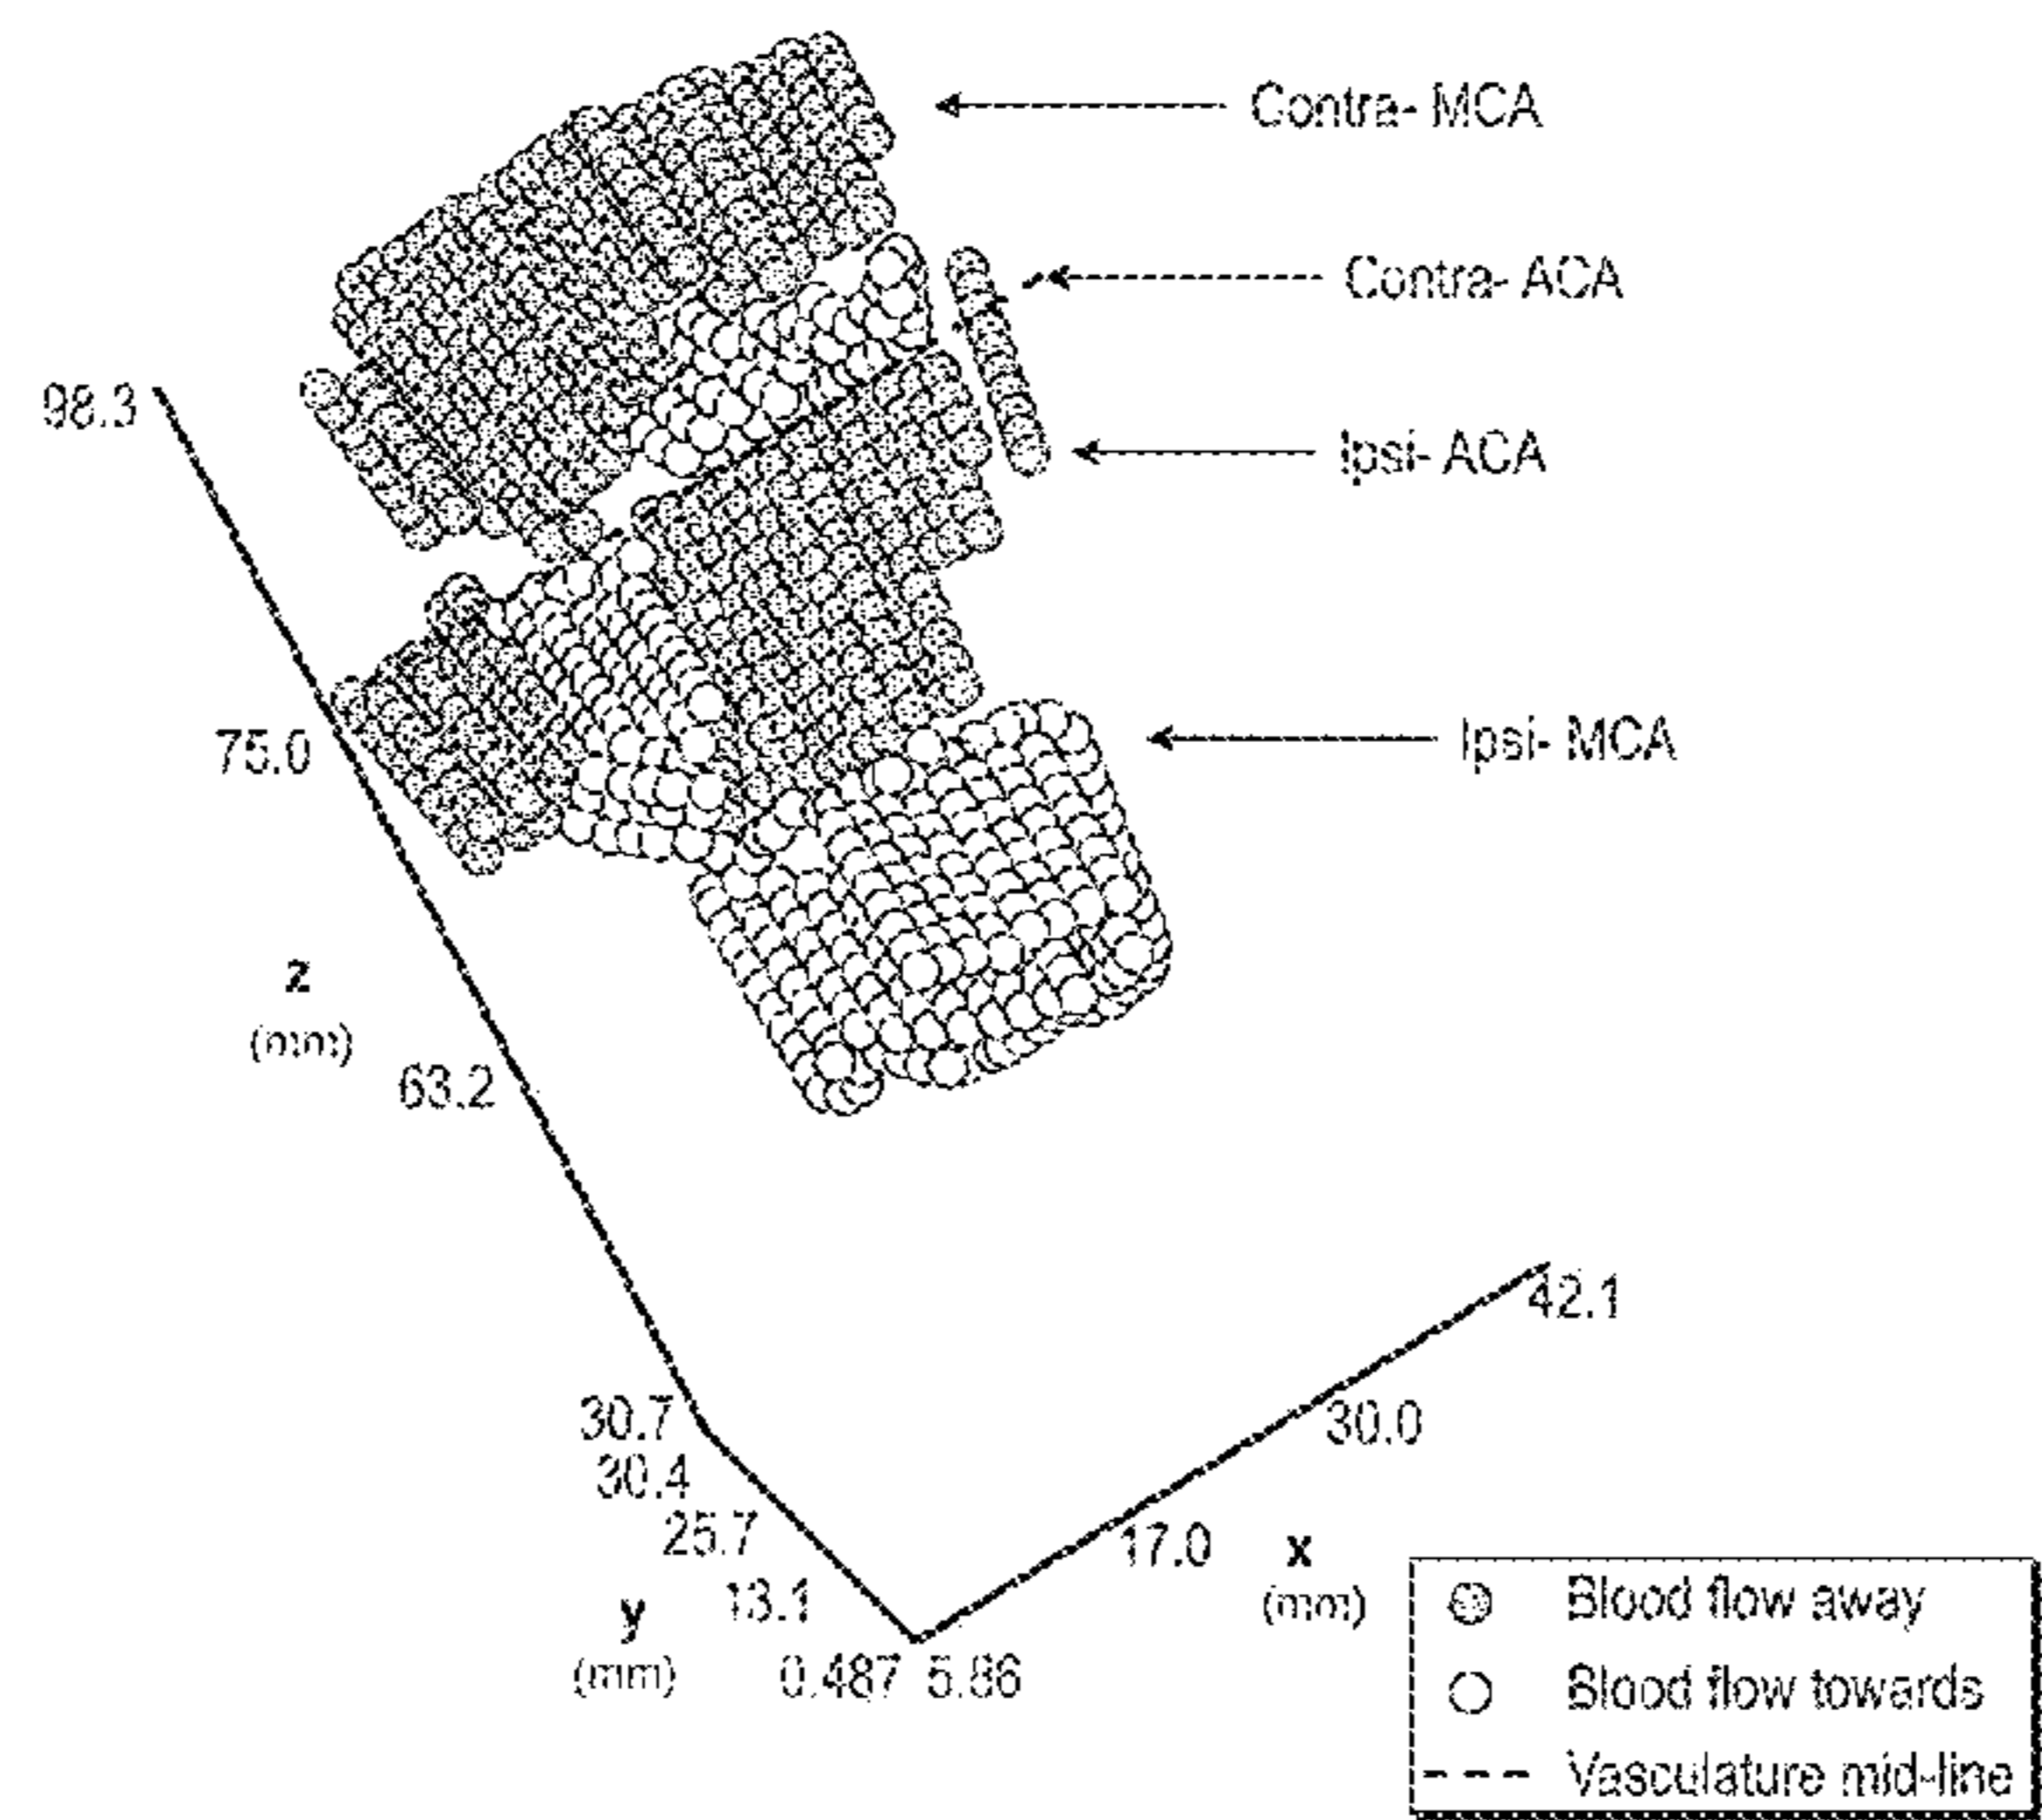 Contra- MCA
Contra- ACA
98.3
Ipsi- ACA
75.0
Ipsi- MCA
z
(mm)
63.2
42.1
30.7
30.0
30.4
25.7
17.0
x
(mm)
13.1
y
(mm)
0.487
5.86
Blood flow away
Blood flow towards
Vasculature mid-line